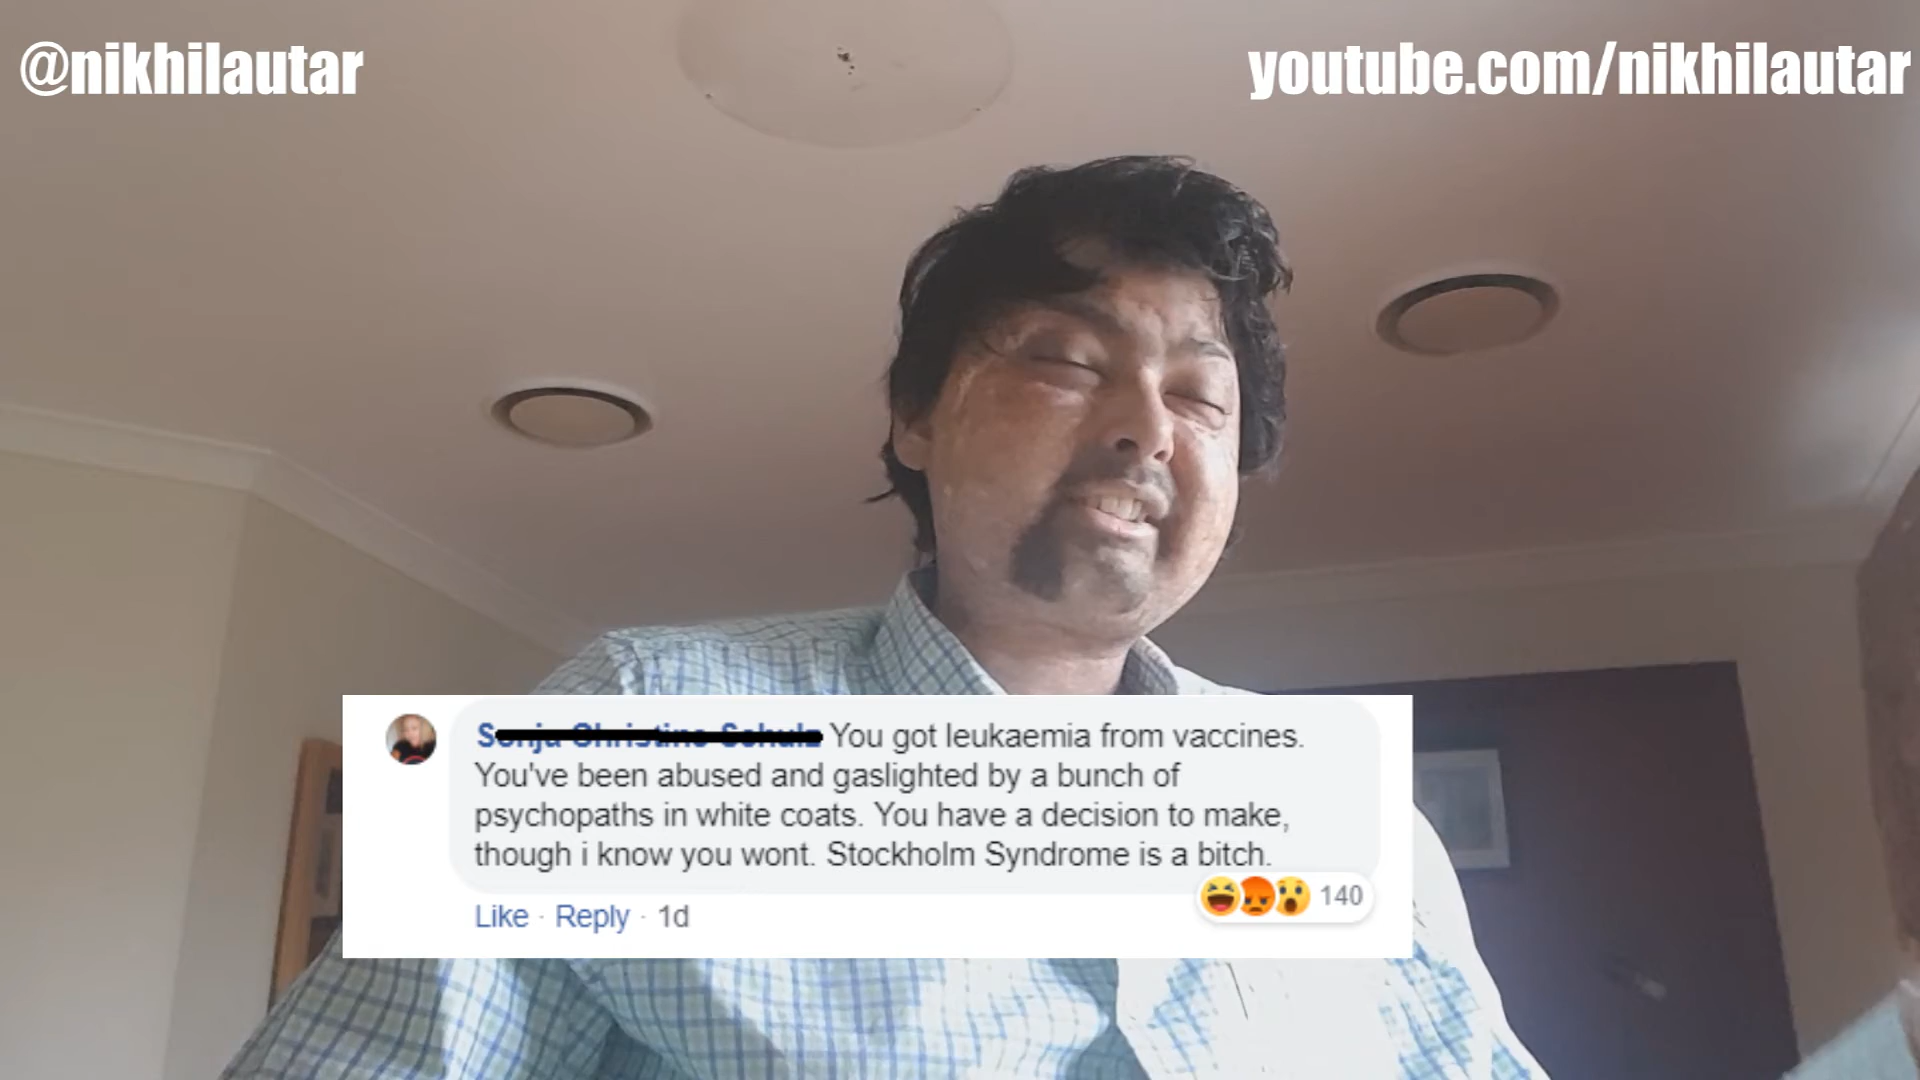 @nikhilautar
youtube.com/nikhilautar
You got leukaemia from vaccines.
You've been abused and gaslighted by a bunch of
psychopaths in white coats. You have a decision to make,
though i know you wont. Stockholm Syndrome is a bitch.
140
Like · Reply · 1d